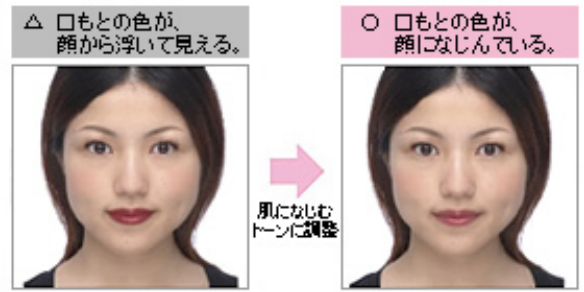 △ 口もとの色が、
顔から浮いて見える。
○ 口もとの色が、
顔になじんでいる。
肌になじむ
トーンに調整